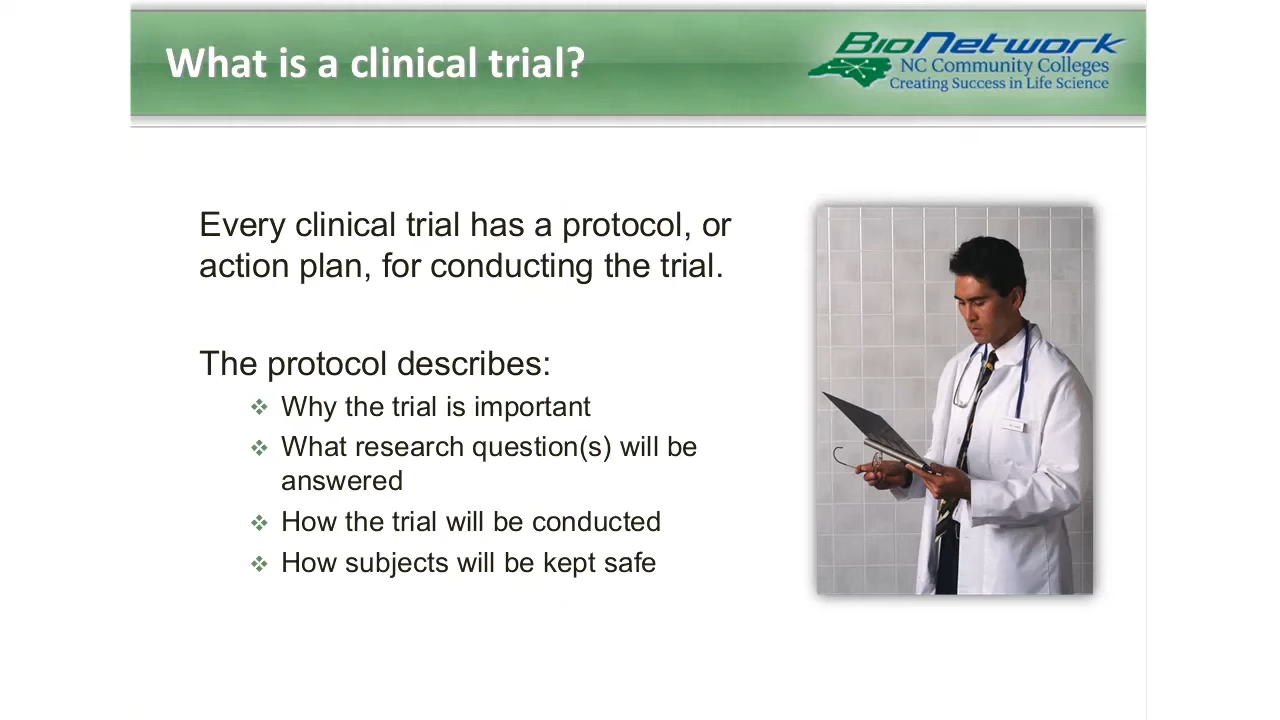 What is a clinical trial?
BioNetwork
NC Community Colleges
Creating Success in Life Science
Every clinical trial has a protocol, or
action plan, for conducting the trial.
The protocol describes:
Why the trial is important
What research question(s) will be
answered
How the trial will be conducted
How subjects will be kept safe